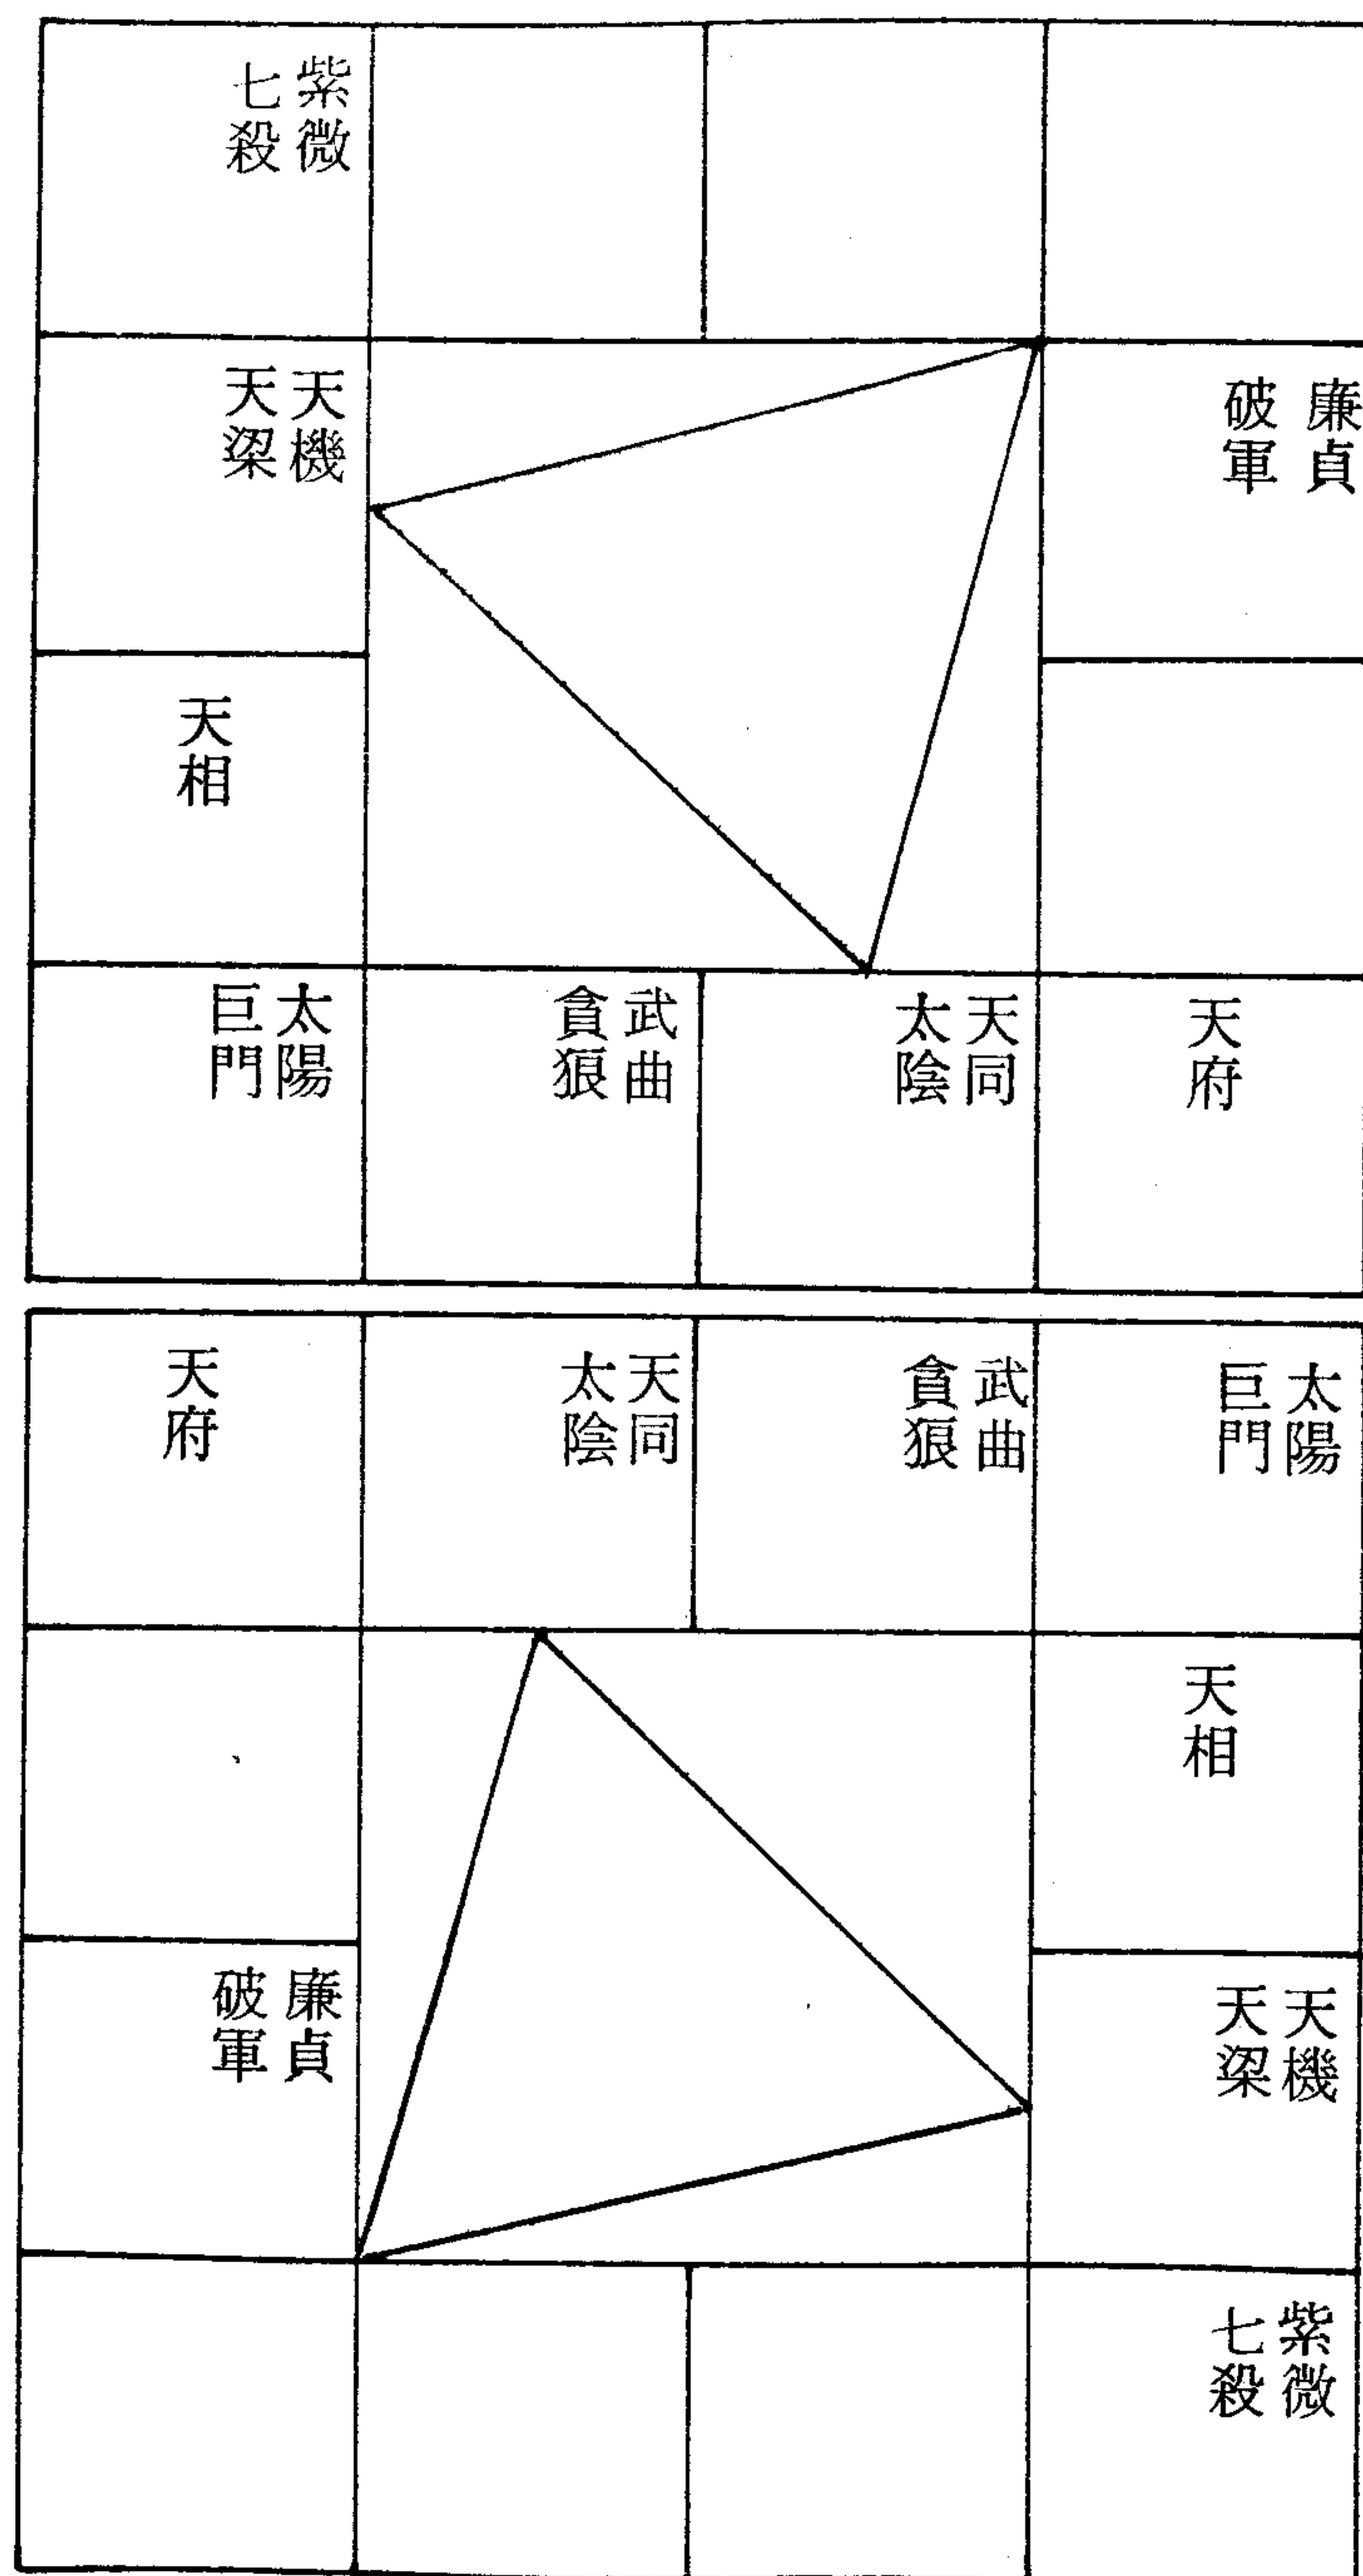 紫微
七殺
天機
天梁
廉貞
破軍
天相
太陽
巨門
武曲
貪狼
天同
太陰
天府
天府
天同
太陰
武曲
貪狼
太陽
巨門
天相
廉貞
破軍
天機
天梁
紫微
七殺